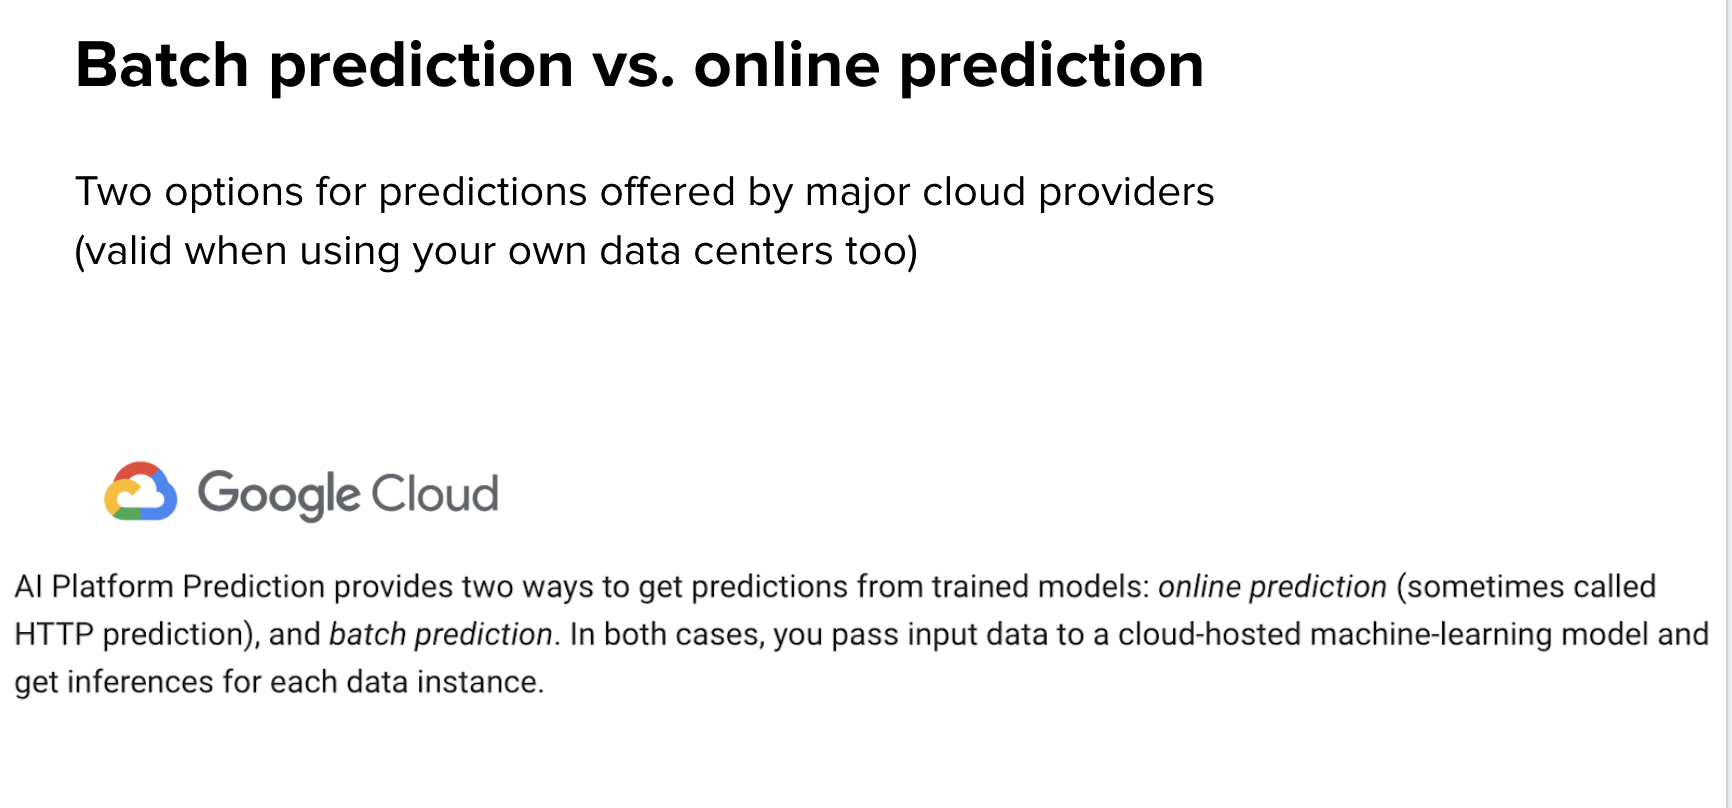 Batch prediction vs. online prediction
Two options for predictions offered by major cloud providers
(valid when using your own data centers too)
Google Cloud
AI Platform Prediction provides two ways to get predictions from trained models: online prediction (sometimes called
HTTP prediction), and batch prediction. In both cases, you pass input data to a cloud-hosted machine-learning model and
get inferences for each data instance.